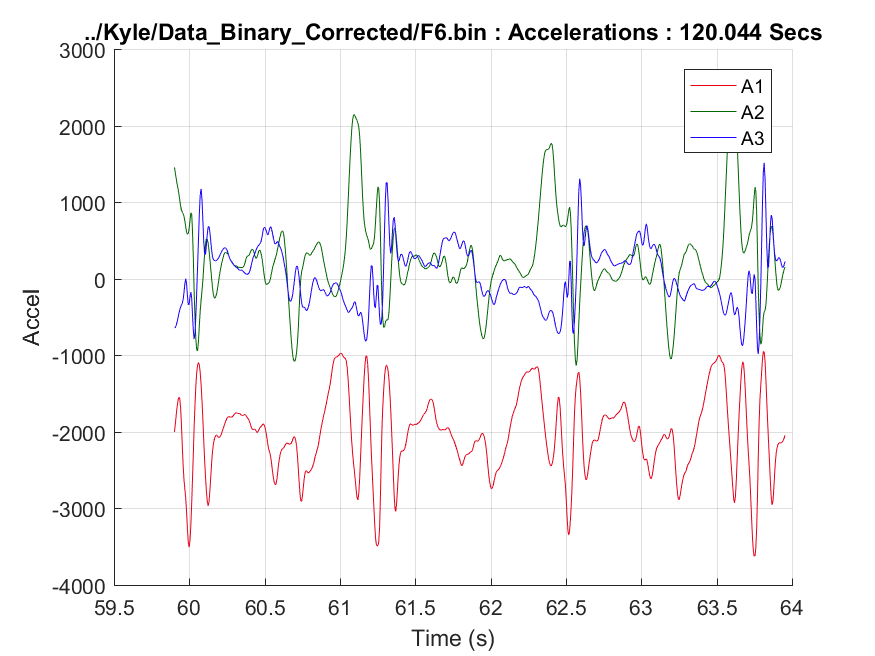 ../Kyle/Data_Binary_Corrected/F6.bin : Accelerations : 120.044 Secs
3000
2000
1000
0
-1000
-2000
-3000
-4000
Accel
A1
A2
A3
59.5 60 60.5 61 61.5 62 62.5 63 63.5 64
Time (s)